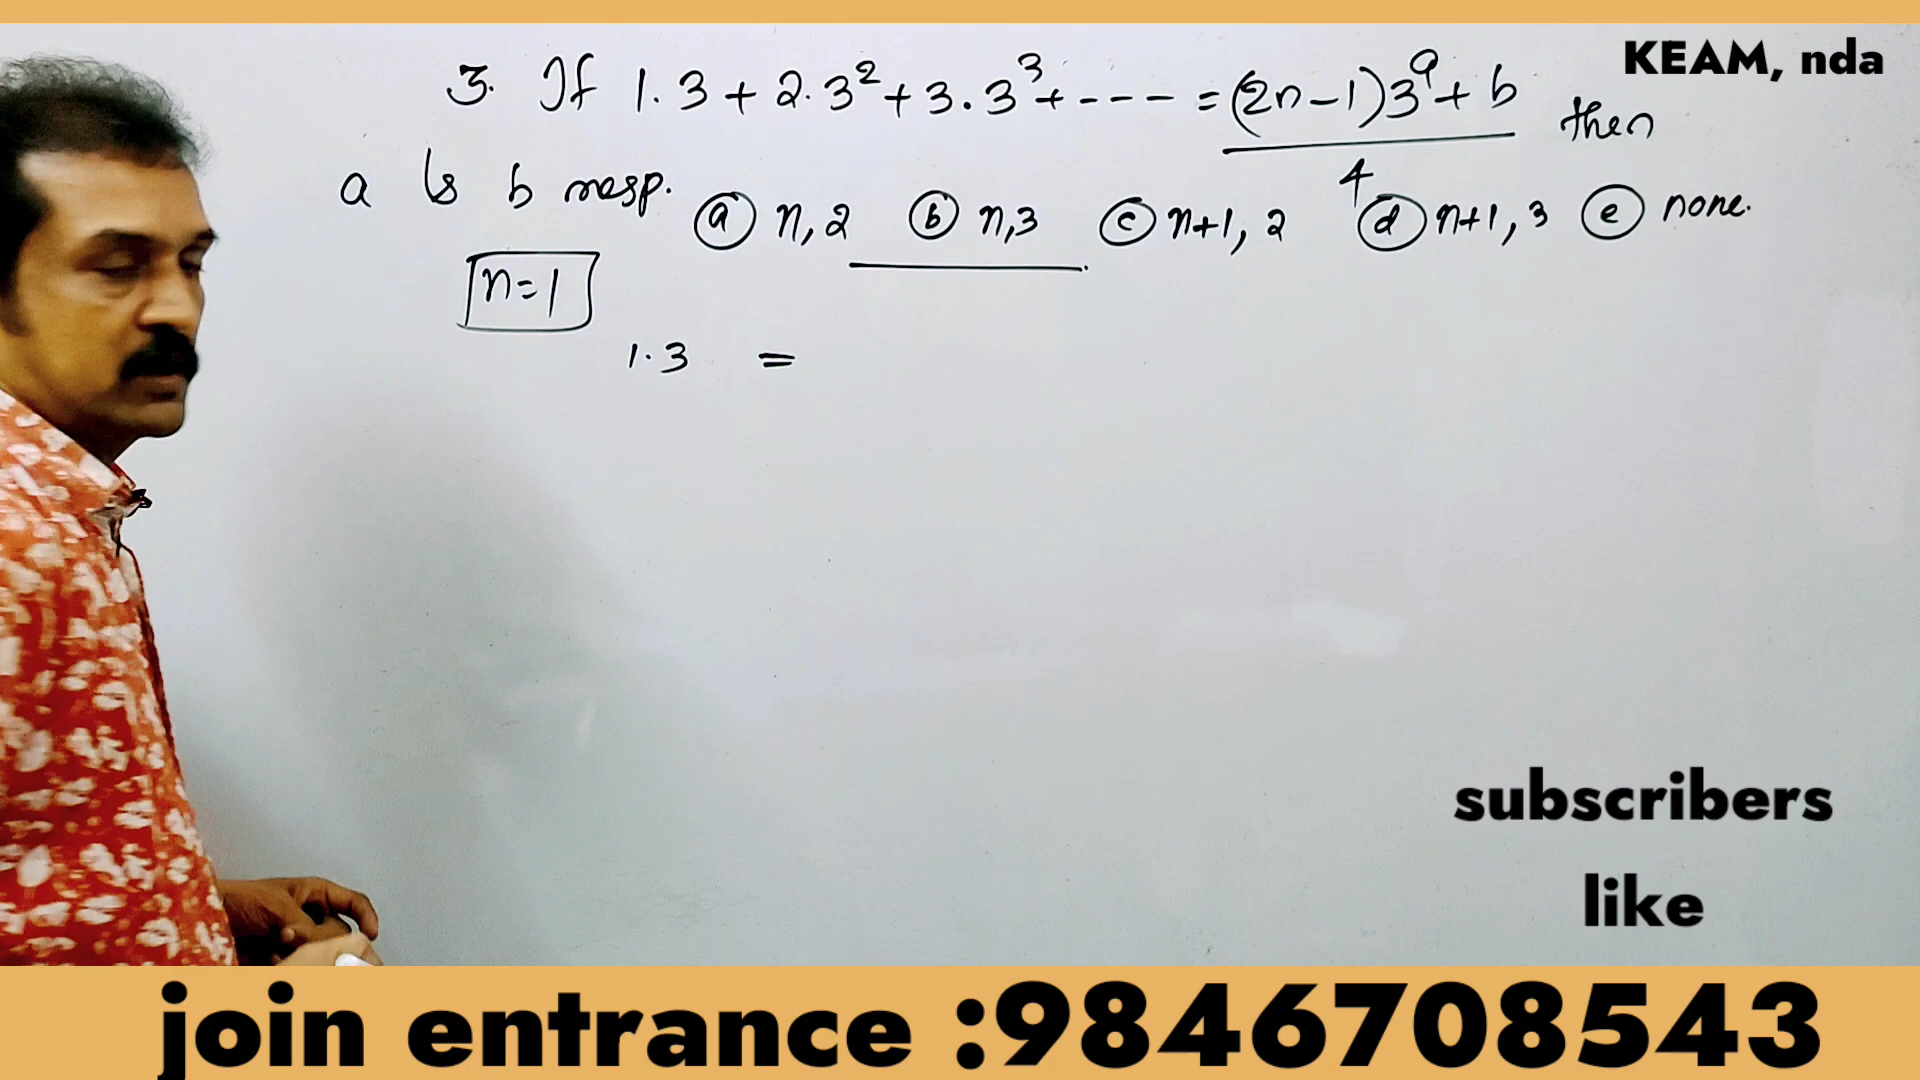 KEAM, nda
3. If 1.3 + 2.3² + 3.3³ + ---- = (2n-1)3ᵃ + b / 4 then
a & b resp. (a) n, 2 (b) n,3 (c) n+1, 2 (d) n+1, 3 (e) none.
n=1
1.3 =
subscribers
like
join entrance :9846708543